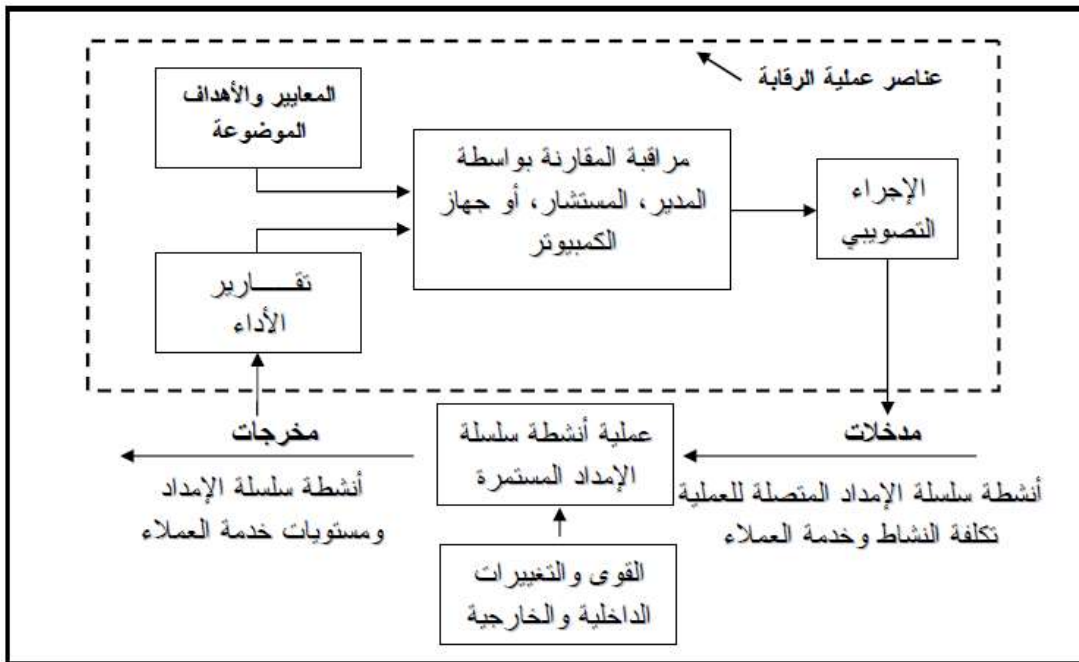 عناصر عملية الرقابة
المعايير والأهداف
الموضوعة
مراقبة المقارنة بواسطة
المدير، المستشار، أو جهاز
الكمبيوتر
الإجراء
التصويبي
تقـــــارير
الأداء
مدخلات
أنشطة سلسلة الإمداد المتصلة للعملية
تكلفة النشاط وخدمة العملاء
عملية أنشطة سلسلة
الإمداد المستمرة
مخرجات
أنشطة سلسلة الإمداد
ومستويات خدمة العملاء
القوى والتغييرات
الداخلية والخارجية